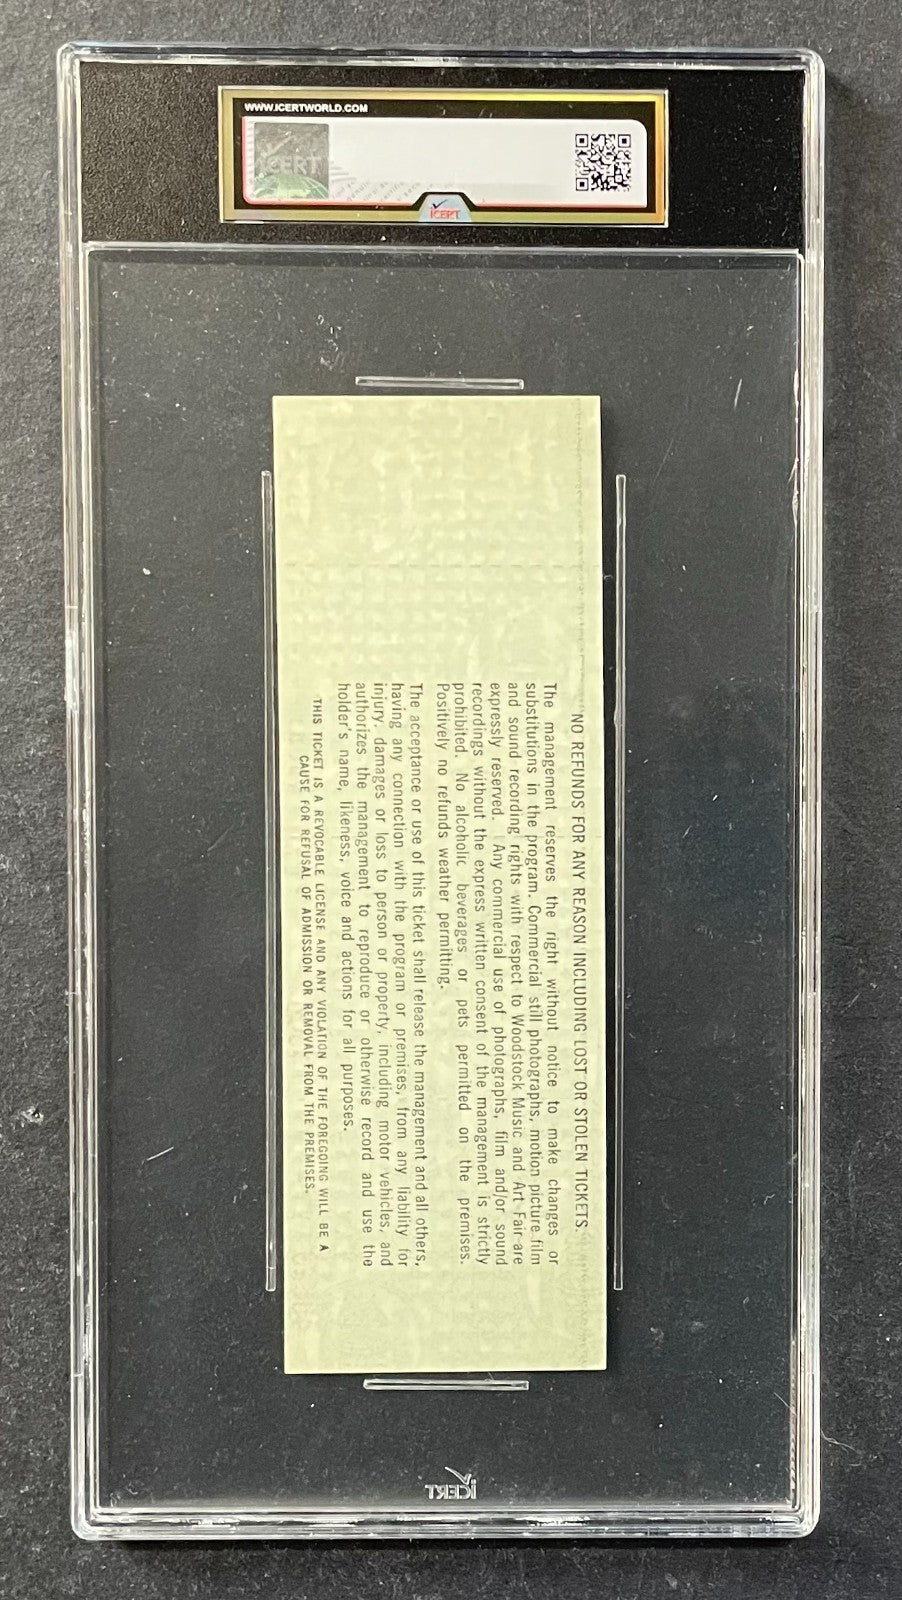 WWW.ICERTWORLD.COM
iCERT
iCERT
NO REFUNDS FOR ANY REASON INCLUDING LOST OR STOLEN TICKETS.
The management reserves the right without notice to make changes or
substitutions in the program. Commercial still photographs, motion picture film
and sound recording rights with respect to Woodstock Music and Art Fair are
expressly reserved. Any commercial use of photographs, film and/or sound
recordings without the express written consent of the management is strictly
prohibited. No alcoholic beverages or pets permitted on the premises.
Positively no refunds weather permitting.
The acceptance or use of this ticket shall release the management and all others,
having any connection with the program or premises, from any liability for
injury, damages or loss to person or property, including motor vehicles, and
authorizes the management to reproduce or otherwise record and use the
holder's name, likeness, voice and actions for all purposes.
THIS TICKET IS A REVOCABLE LICENSE AND ANY VIOLATION OF THE FOREGOING WILL BE A
CAUSE FOR REFUSAL OF ADMISSION OR REMOVAL FROM THE PREMISES.
iCERT